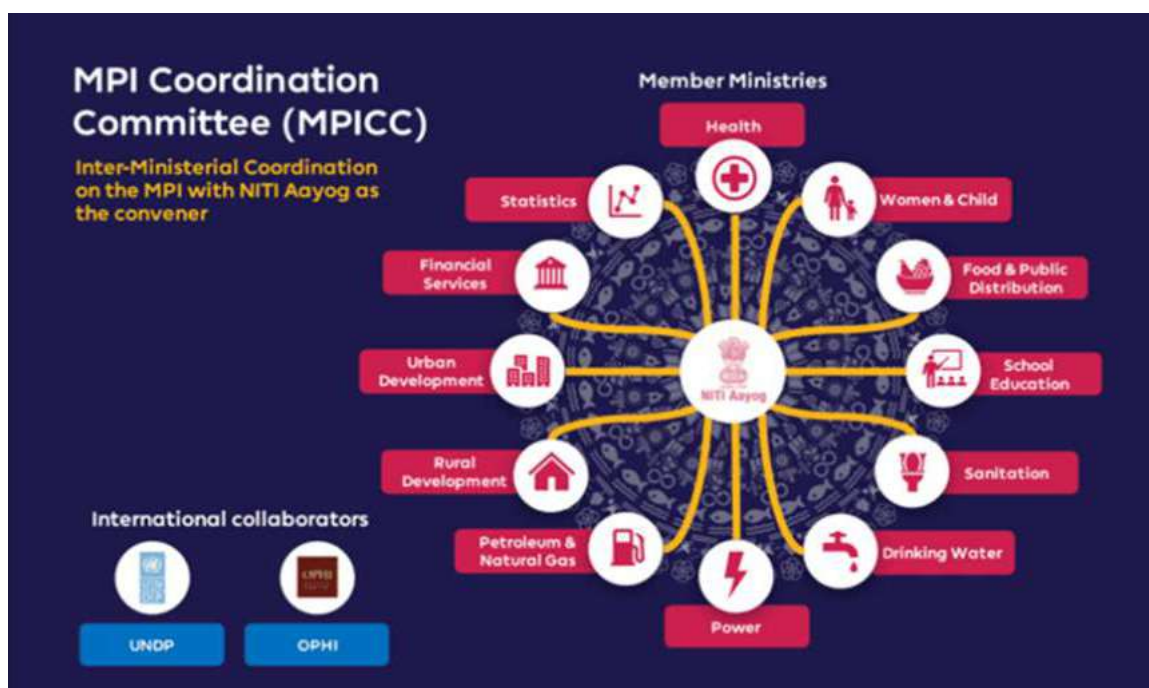 MPI Coordination
Committee (MPICC)
Inter-Ministerial Coordination
on the MPI with NITI Aayog as
the convener
Member Ministries
Health
Statistics
Women & Child
Financial
Services
Food & Public
Distribution
Urban
Development
NITI Aayog
School
Education
Rural
Development
Sanitation
Petroleum &
Natural Gas
Drinking Water
Power
International collaborators
OPHI
UNDP
OPHI